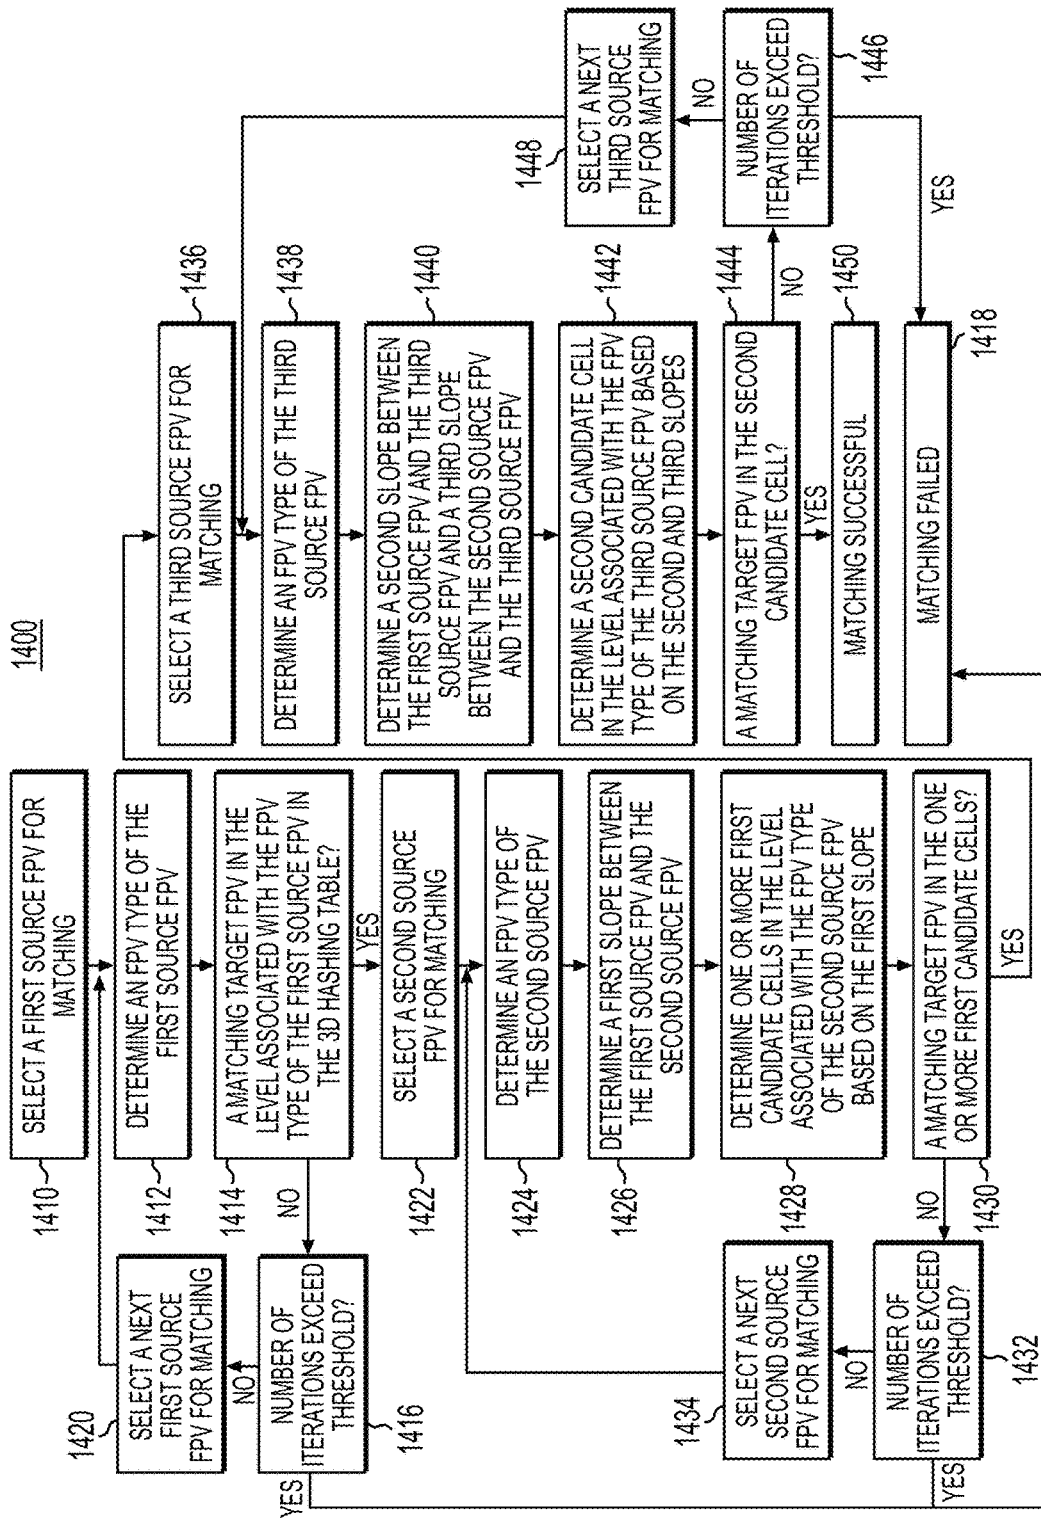 1400
SELECT A FIRST SOURCE FPV FOR
MATCHING
1410
DETERMINE AN FPV TYPE OF THE
FIRST SOURCE FPV
1412
A MATCHING TARGET FPV IN THE
LEVEL ASSOCIATED WITH THE FPV
TYPE OF THE FIRST SOURCE FPV IN
THE 3D HASHING TABLE?
1414
NO
YES
NUMBER OF
ITERATIONS EXCEED
THRESHOLD?
1416
YES
NO
SELECT A NEXT
FIRST SOURCE
FPV FOR MATCHING
1420
SELECT A SECOND SOURCE
FPV FOR MATCHING
1422
DETERMINE AN FPV TYPE OF
THE SECOND SOURCE FPV
1424
DETERMINE A FIRST SLOPE BETWEEN
THE FIRST SOURCE FPV AND THE
SECOND SOURCE FPV
1426
DETERMINE ONE OR MORE FIRST
CANDIDATE CELLS IN THE LEVEL
ASSOCIATED WITH THE FPV TYPE
OF THE SECOND SOURCE FPV
BASED ON THE FIRST SLOPE
1428
A MATCHING TARGET FPV IN THE ONE
OR MORE FIRST CANDIDATE CELLS?
1430
NO
YES
NUMBER OF
ITERATIONS EXCEED
THRESHOLD?
1432
YES
NO
SELECT A NEXT
SECOND SOURCE
FPV FOR MATCHING
1434
SELECT A THIRD SOURCE FPV FOR
MATCHING
1436
DETERMINE AN FPV TYPE OF THE THIRD
SOURCE FPV
1438
DETERMINE A SECOND SLOPE BETWEEN
THE FIRST SOURCE FPV AND THE THIRD
SOURCE FPV AND A THIRD SLOPE
BETWEEN THE SECOND SOURCE FPV
AND THE THIRD SOURCE FPV
1440
DETERMINE A SECOND CANDIDATE CELL
IN THE LEVEL ASSOCIATED WITH THE FPV
TYPE OF THE THIRD SOURCE FPV BASED
ON THE SECOND AND THIRD SLOPES
1442
A MATCHING TARGET FPV IN THE SECOND
CANDIDATE CELL?
1444
NO
YES
NUMBER OF
ITERATIONS EXCEED
THRESHOLD?
1446
NO
YES
SELECT A NEXT
THIRD SOURCE
FPV FOR MATCHING
1448
MATCHING SUCCESSFUL
1450
MATCHING FAILED
1418